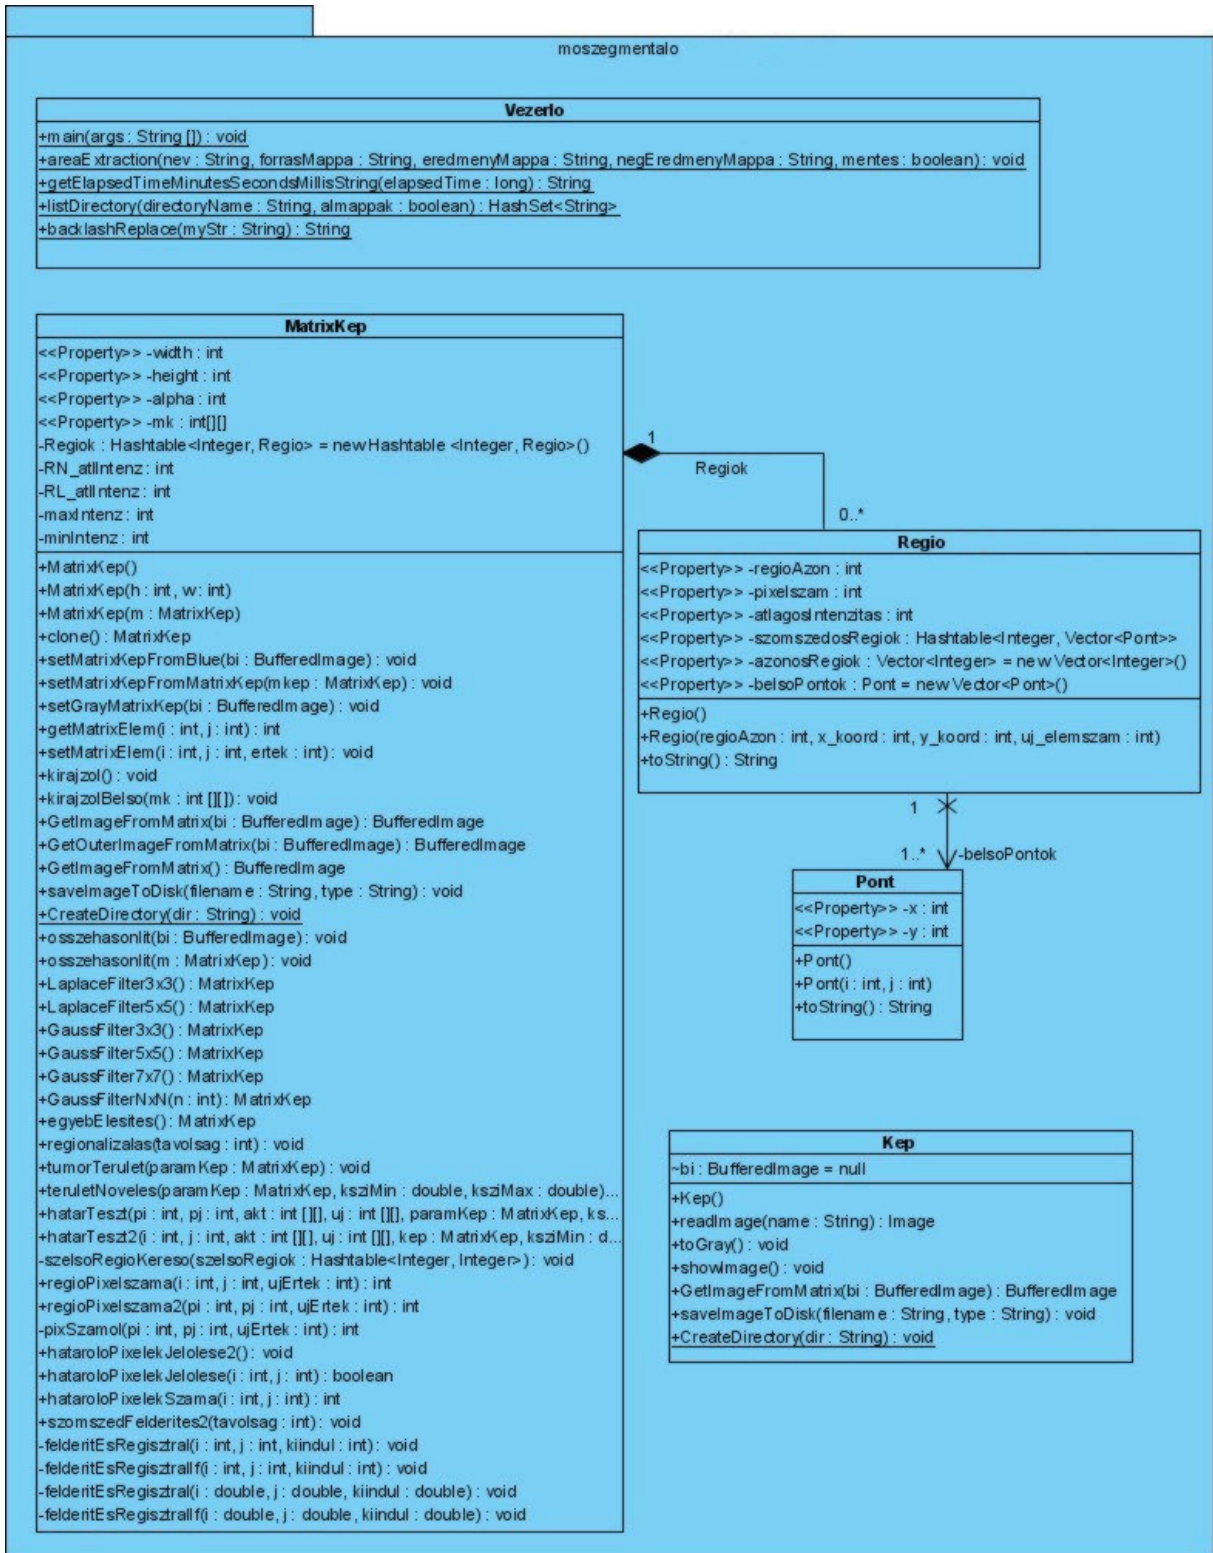 moszegmentalo
Vezerlo
+main(args : String []) : void
+areaExtraction(nev : String, forrasMappa : String, eredmenyMappa : String, negEredmenyMappa : String, mentes : boolean) : void
+getElapsedTimeMinutesSecondsMillisString(elapsedTime : long) : String
+listDirectory(directoryName : String, almappak : boolean) : HashSet<String>
+backlashReplace(myStr : String) : String
MatrixKep
<<Property>> -width : int
<<Property>> -height : int
<<Property>> -alpha : int
<<Property>> -mk : int[][]
-Regiok : Hashtable<Integer, Regio> = new Hashtable <Integer, Regio>()
-RN_atlIntenz : int
-RL_atlIntenz : int
-maxIntenz : int
-minIntenz : int
+MatrixKep()
+MatrixKep(h : int, w : int)
+MatrixKep(m : MatrixKep)
+clone() : MatrixKep
+setMatrixKepFromBlue(bi : BufferedImage) : void
+setMatrixKepFromMatrixKep(mkep : MatrixKep) : void
+setGrayMatrixKep(bi : BufferedImage) : void
+getMatrixElem(i : int, j : int) : int
+setMatrixElem(i : int, j : int, ertek : int) : void
+kirajzol() : void
+kirajzolBelso(mk : int [][]) : void
+GetImageFromMatrix(bi : BufferedImage) : BufferedImage
+GetOuterImageFromMatrix(bi : BufferedImage) : BufferedImage
+GetImageFromMatrix() : BufferedImage
+saveImageToDisk(filename : String, type : String) : void
+CreateDirectory(dir : String) : void
+osszehasonlit(bi : BufferedImage) : void
+osszehasonlit(m : MatrixKep) : void
+LaplaceFilter3x3() : MatrixKep
+LaplaceFilter5x5() : MatrixKep
+GaussFilter3x3() : MatrixKep
+GaussFilter5x5() : MatrixKep
+GaussFilter7x7() : MatrixKep
+GaussFilterNxN(n : int) : MatrixKep
+egyebElesites() : MatrixKep
+regionalizalas(tavolsag : int) : void
+tumorTerulet(paramKep : MatrixKep) : void
+teruletNoveles(paramKep : MatrixKep, ksziMin : double, ksziMax : double)...
+hatarTeszt(pi : int, pj : int, akt : int [][], uj : int [][], paramKep : MatrixKep, ks...
+hatarTeszt2(i : int, j : int, akt : int [][], uj : int [][], kep : MatrixKep, ksziMin : d...
-szelsoRegioKereso(szelsoRegiok : Hashtable<Integer, Integer>) : void
+regioPixelszama(i : int, j : int, ujErtek : int) : int
+regioPixelszama2(pi : int, pj : int, ujErtek : int) : int
-pixSzamol(pi : int, pj : int, ujErtek : int) : int
+hataroloPixelekJelolese2() : void
+hataroloPixelekJelolese(i : int, j : int) : boolean
+hataroloPixelekSzama(i : int, j : int) : int
+szomszedFelderites2(tavolsag : int) : void
-felderitEsRegisztral(i : int, j : int, kiindul : int) : void
-felderitEsRegisztralIf(i : int, j : int, kiindul : int) : void
-felderitEsRegisztral(i : double, j : double, kiindul : double) : void
-felderitEsRegisztralIf(i : double, j : double, kiindul : double) : void
1
Regiok
0..*
Regio
<<Property>> -regioAzon : int
<<Property>> -pixelszam : int
<<Property>> -atlagosIntenzitas : int
<<Property>> -szomszedosRegiok : Hashtable<Integer, Vector<Pont>>
<<Property>> -azonosRegiok : Vector<Integer> = new Vector<Integer>()
<<Property>> -belsoPontok : Pont = new Vector<Pont>()
+Regio()
+Regio(regioAzon : int, x_koord : int, y_koord : int, uj_elemszam : int)
+toString() : String
1
1..*
-belsoPontok
Pont
<<Property>> -x : int
<<Property>> -y : int
+Pont()
+Pont(i : int, j : int)
+toString() : String
Kep
~bi : BufferedImage = null
+Kep()
+readImage(name : String) : Image
+toGray() : void
+showImage() : void
+GetImageFromMatrix(bi : BufferedImage) : BufferedImage
+saveImageToDisk(filename : String, type : String) : void
+CreateDirectory(dir : String) : void